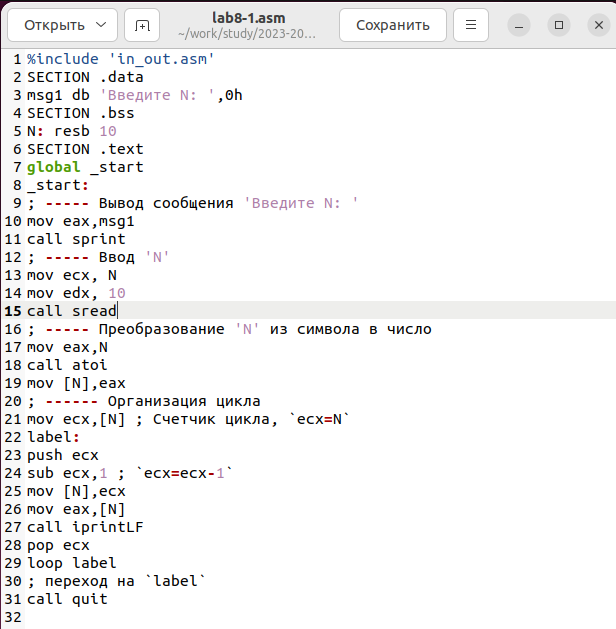 Открыть
lab8-1.asm
~/work/study/2023-20...
Сохранить
1 %include 'in_out.asm'
2 SECTION .data
3 msg1 db 'Введите N: ',0h
4 SECTION .bss
5 N: resb 10
6 SECTION .text
7 global _start
8 _start:
9 ; ----- Вывод сообщения 'Введите N: '
10 mov eax,msg1
11 call sprint
12 ; ----- Ввод 'N'
13 mov ecx, N
14 mov edx, 10
15 call sread
16 ; ----- Преобразование 'N' из символа в число
17 mov eax,N
18 call atoi
19 mov [N],eax
20 ; ------ Организация цикла
21 mov ecx,[N] ; Счетчик цикла, `ecx=N`
22 label:
23 push ecx
24 sub ecx,1 ; `ecx=ecx-1`
25 mov [N],ecx
26 mov eax,[N]
27 call iprintLF
28 pop ecx
29 loop label
30 ; переход на `label`
31 call quit
32